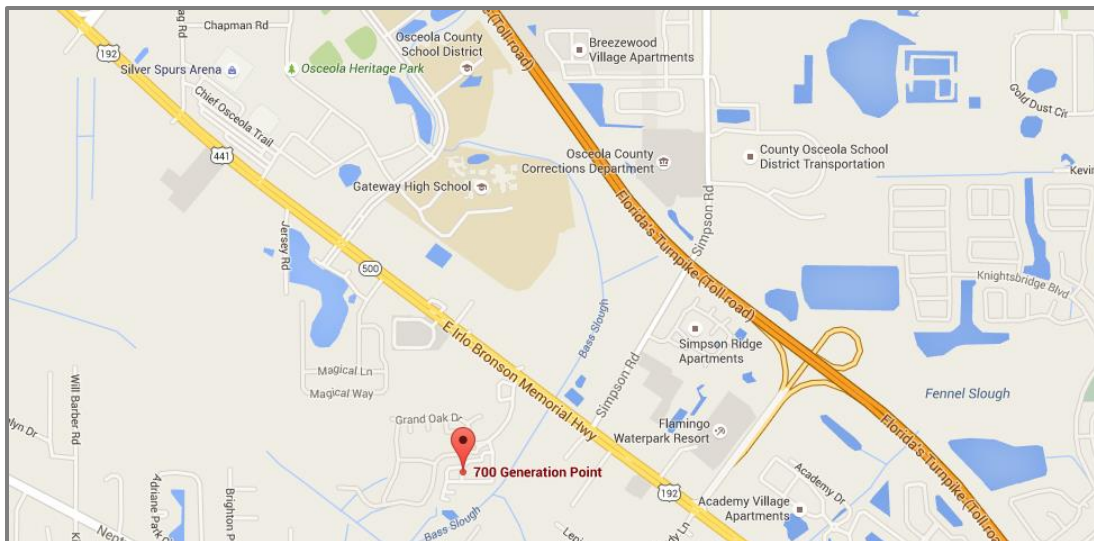 Chapman Rd
192
Silver Spurs Arena
Osceola Heritage Park
Osceola County
School District
Breezewood
Village Apartments
Florida's Turnpike (Toll road)
Chief Osceola Trail
441
Gateway High School
Osceola County
Corrections Department
County Osceola School
District Transportation
Gold Dust Cir
Simpson Rd
Jersey Rd
500
Knightsbridge Blvd
E Irlo Bronson Memorial Hwy
Bass Slough
Simpson Ridge
Apartments
Simpson Rd
Magical Ln
Magical Way
Will Barber Rd
Grand Oak Dr
Flamingo
Waterpark Resort
Fennel Slough
Florida's Turnpike (Toll road)
700 Generation Point
192
Academy Dr
Academy Village
Apartments
Bass Slough